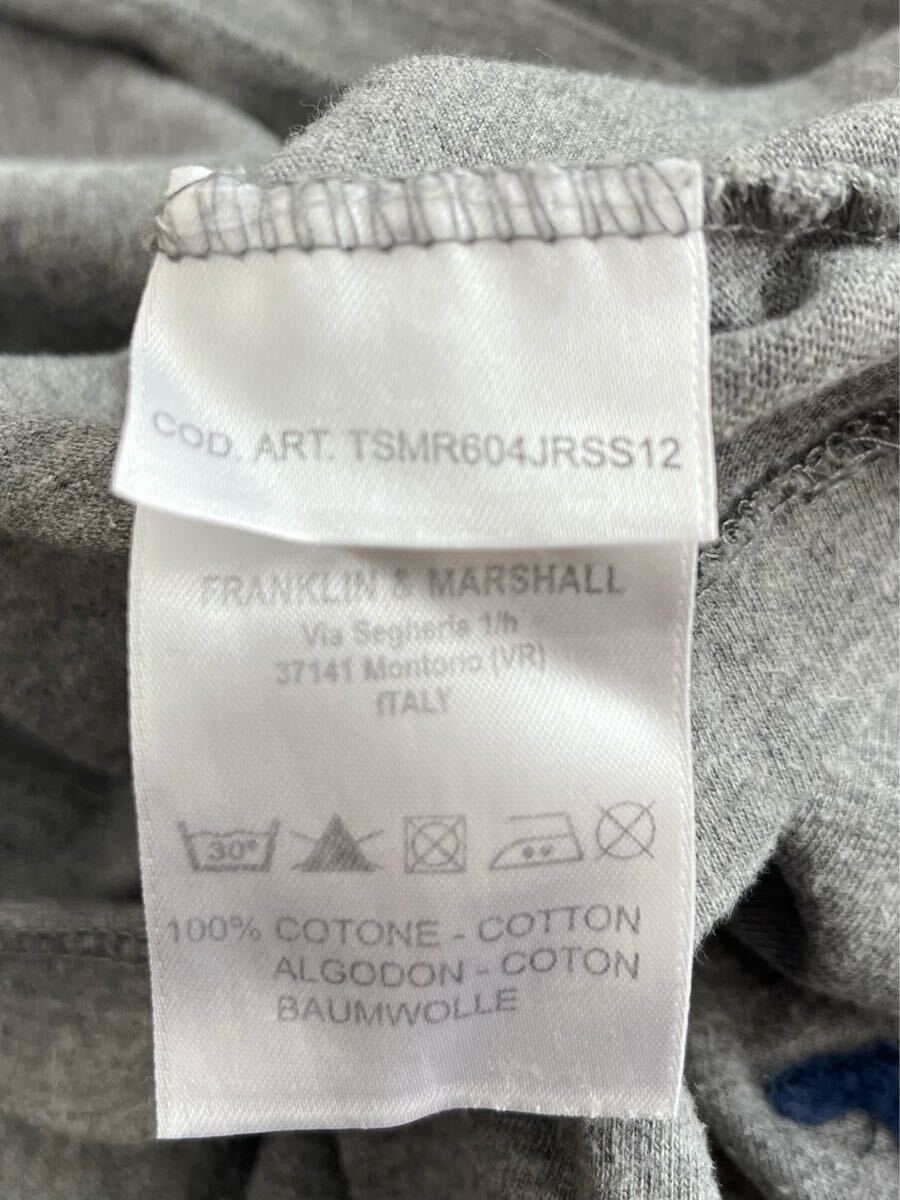 COD. ART. TSMR604JRSS12
FRANKLIN & MARSHALL
Via Segheria 1/h
37141 Montorio (VR)
ITALY
30°
100% COTONE - COTTON
ALGODON - COTON
BAUMWOLLE